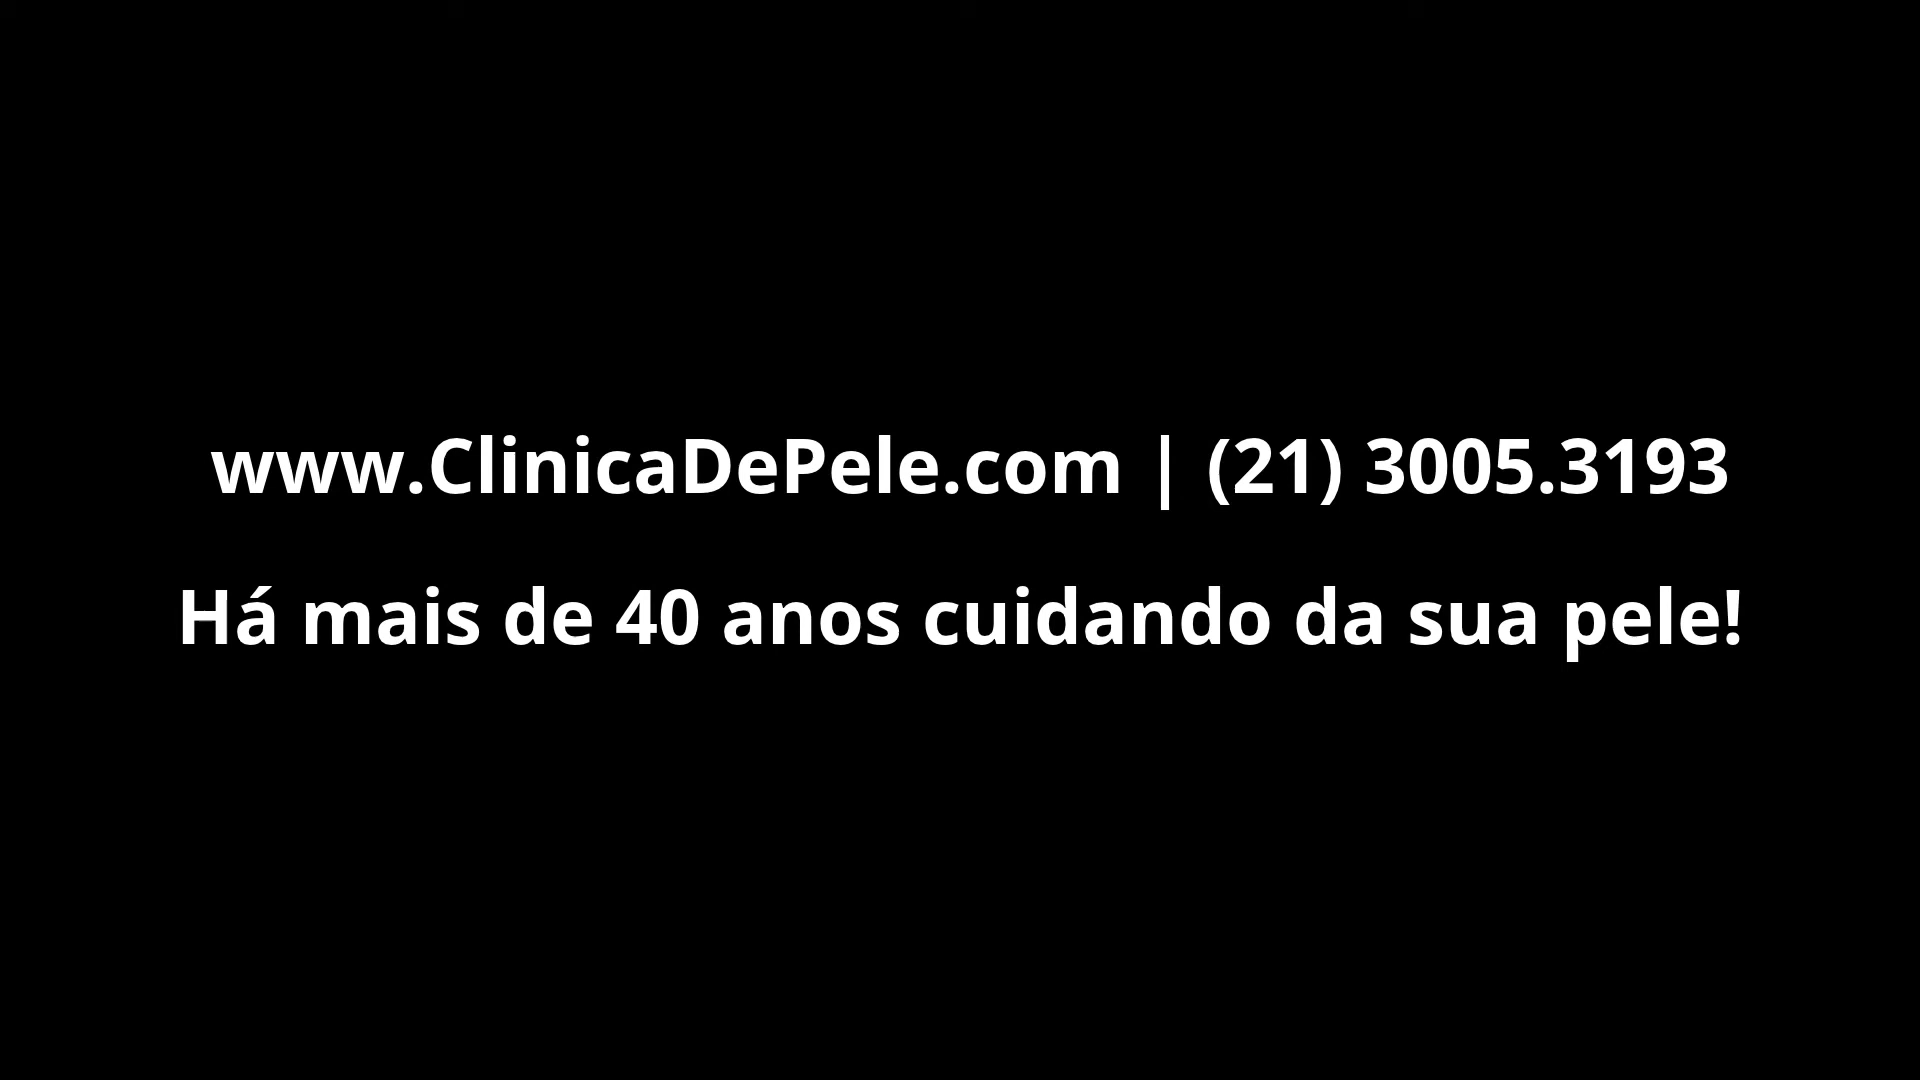 www.ClinicaDePele.com | (21) 3005.3193
Há mais de 40 anos cuidando da sua pele!